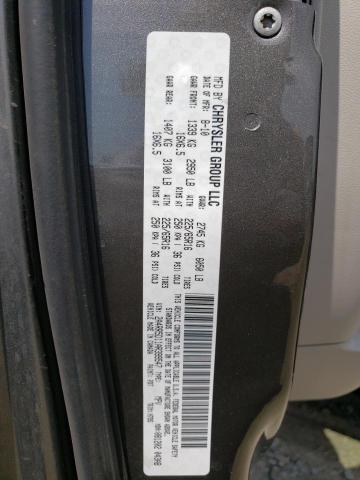 MFD BY CHRYSLER GROUP LLC
DATE OF MFR: 8-10 GVWR: 2745 KG 6050 LB
GAWR FRONT: 1339 KG 2950 LB WITH 225/65R16 TIRES
16X6.5 RIMS AT 250 KPA ( 36 PSI) COLD
GAWR REAR: 1407 KG 3100 LB WITH 225/65R16 TIRES
16X6.5 RIMS AT 250 KPA ( 36 PSI) COLD
THIS VEHICLE CONFORMS TO ALL APPLICABLE U.S.A. FEDERAL MOTOR VEHICLE SAFETY
STANDARDS IN EFFECT ON THE DATE OF MANUFACTURE SHOWN ABOVE.
TYPE: MPV
VEHICLE MADE IN CANADA PAINT: